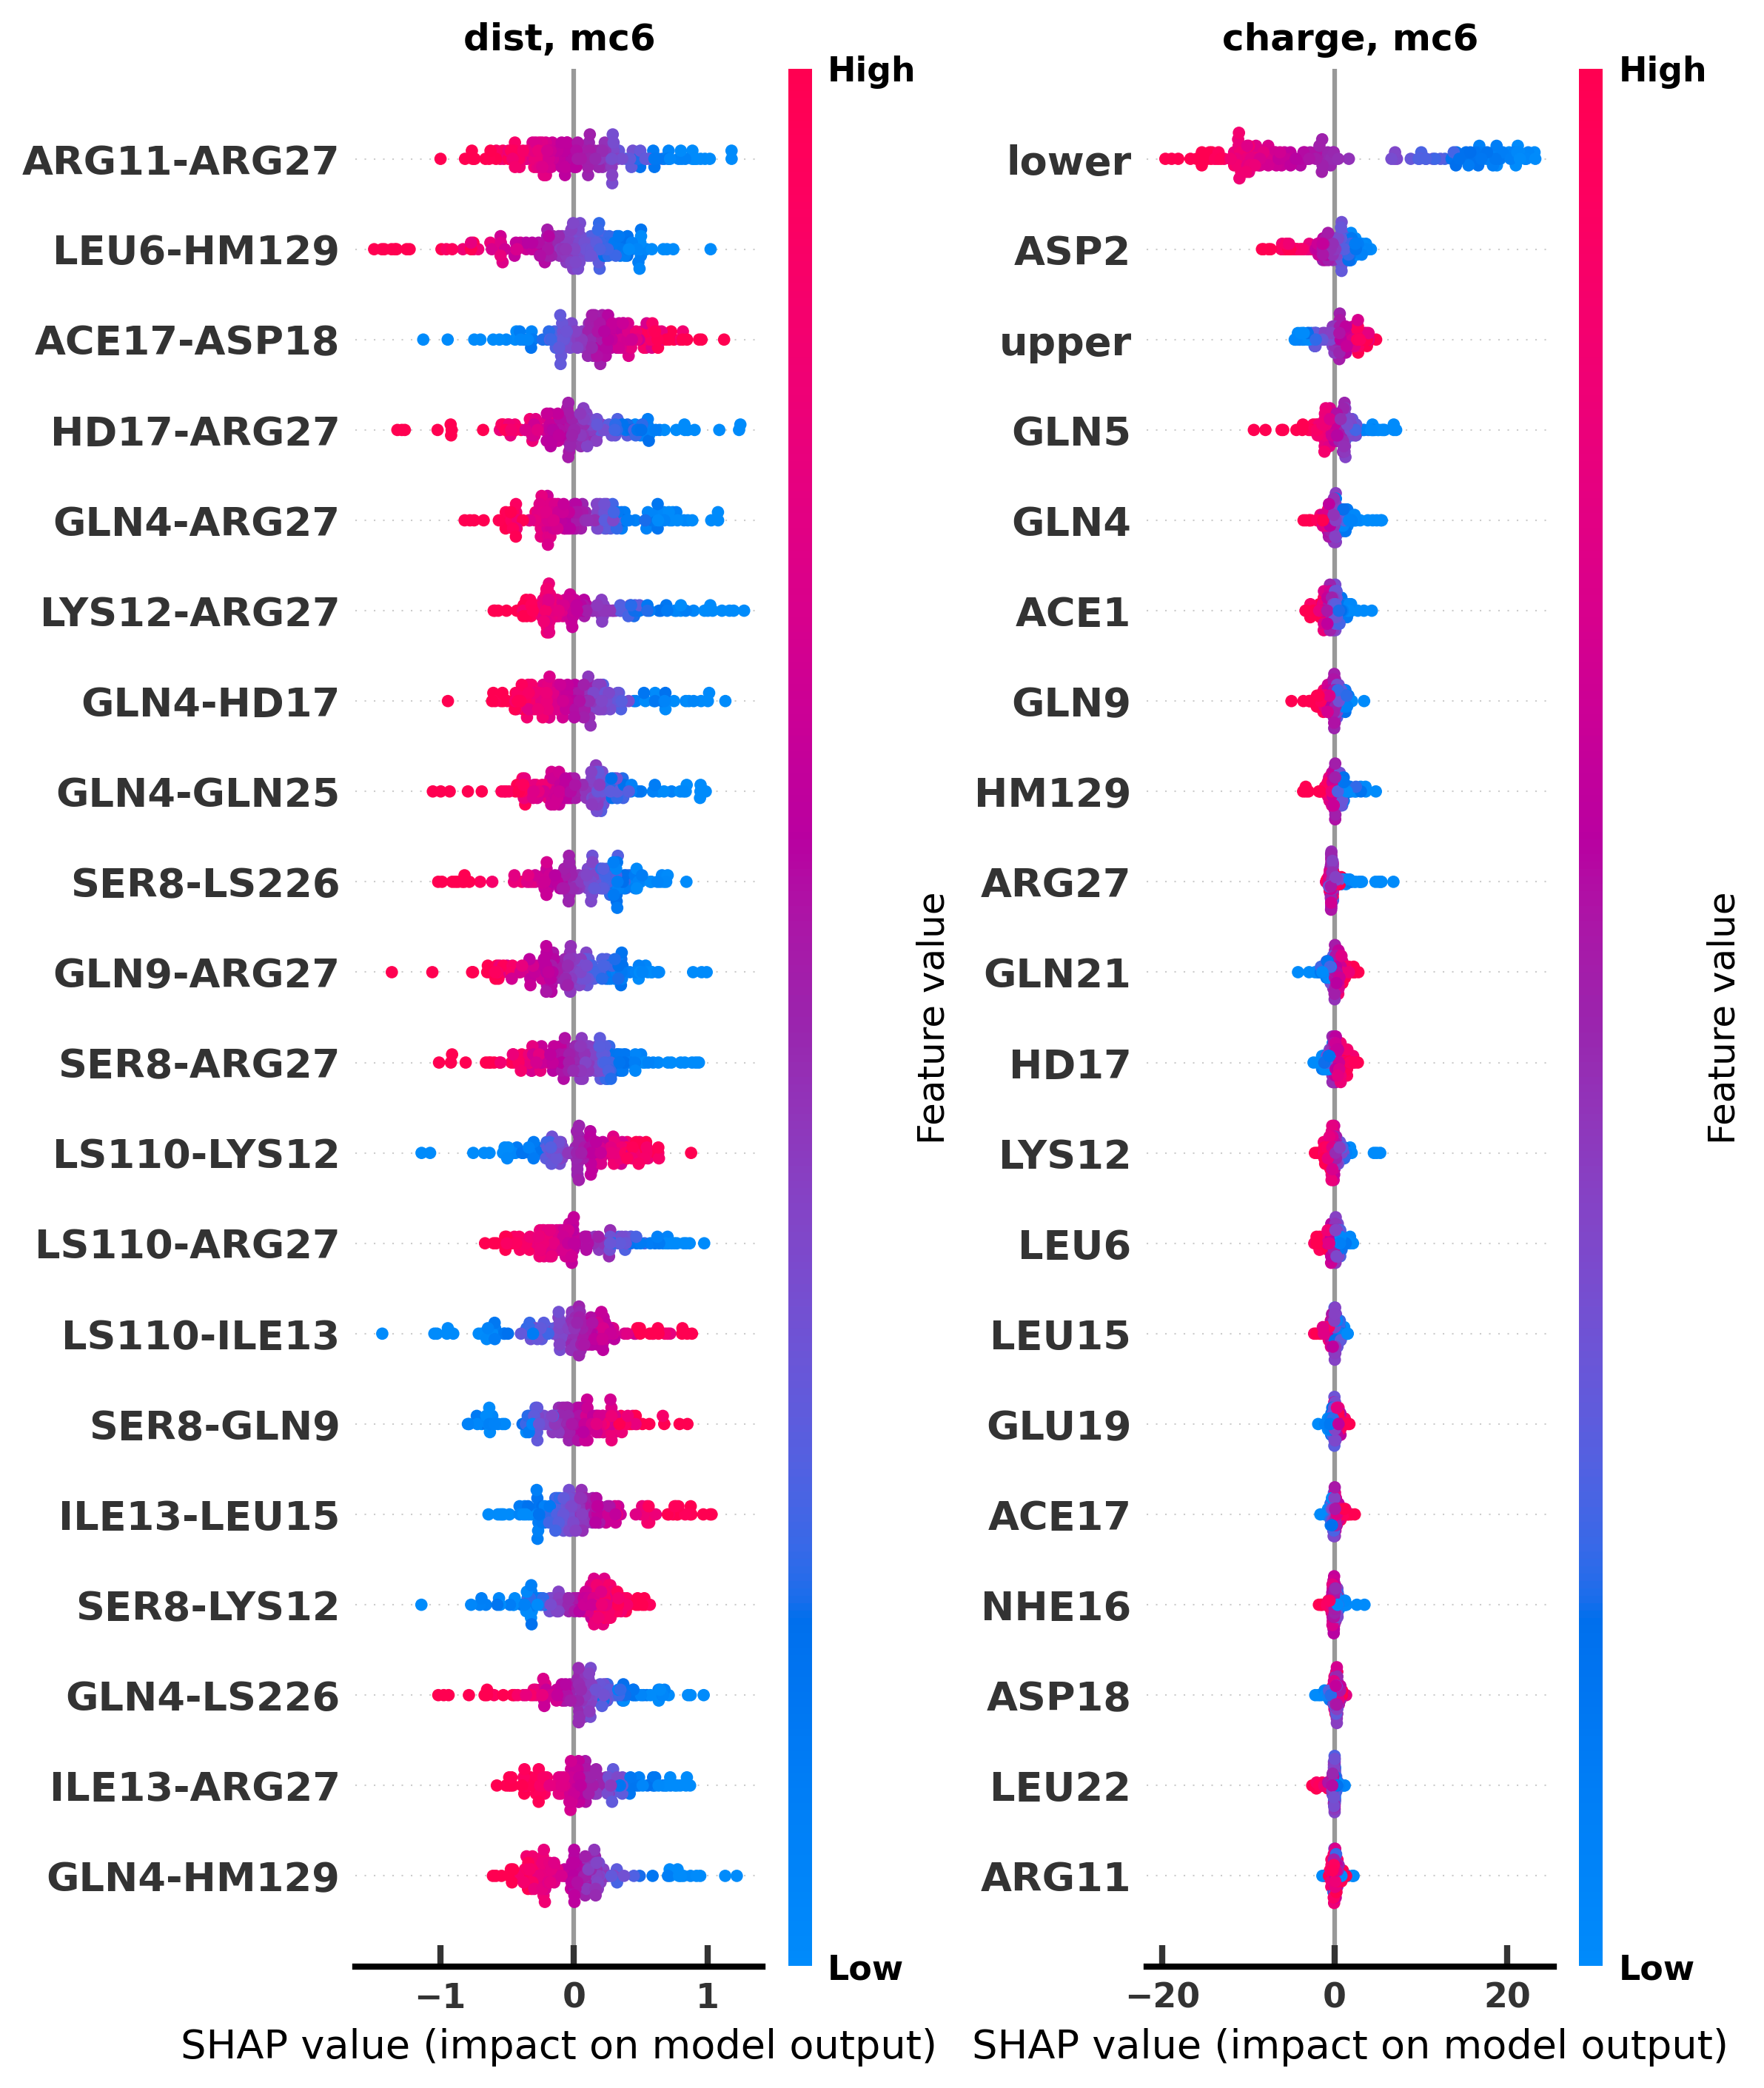 dist, mc6
High
ARG11-ARG27
LEU6-HM129
ACE17-ASP18
HD17-ARG27
GLN4-ARG27
LYS12-ARG27
GLN4-HD17
GLN4-GLN25
SER8-LS226
GLN9-ARG27
SER8-ARG27
LS110-LYS12
LS110-ARG27
LS110-ILE13
SER8-GLN9
ILE13-LEU15
SER8-LYS12
GLN4-LS226
ILE13-ARG27
GLN4-HM129
Feature value
Low
−1 0 1
SHAP value (impact on model output)
charge, mc6
High
lower
ASP2
upper
GLN5
GLN4
ACE1
GLN9
HM129
ARG27
GLN21
HD17
LYS12
LEU6
LEU15
GLU19
ACE17
NHE16
ASP18
LEU22
ARG11
Feature value
Low
−20 0 20
SHAP value (impact on model output)